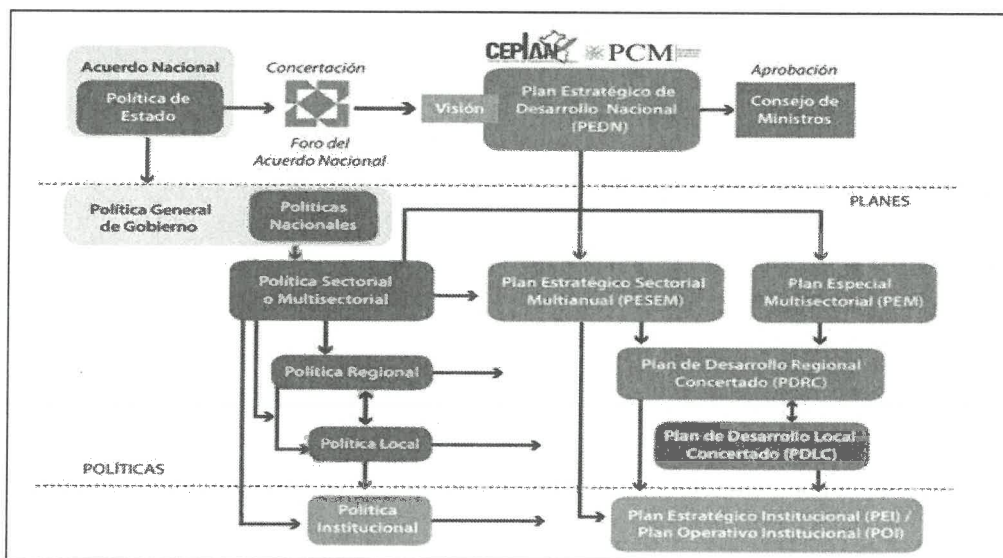 Acuerdo Nacional
Política de
Estado
Concertación
Foro del
Acuerdo Nacional
CEPLAN
PCM
Visión
Plan Estratégico de
Desarrollo Nacional
(PEDN)
Aprobación
Consejo de
Ministros
PLANES
Política General
de Gobierno
Políticas
Nacionales
Política Sectorial
o Multisectorial
Plan Estratégico Sectorial
Multianual (PESEM)
Plan Especial
Multisectorial (PEM)
Política Regional
Plan de Desarrollo Regional
Concertado (PDRC)
Política Local
Plan de Desarrollo Local
Concertado (PDLC)
POLÍTICAS
Política
Institucional
Plan Estratégico Institucional (PEI) /
Plan Operativo Institucional (POI)